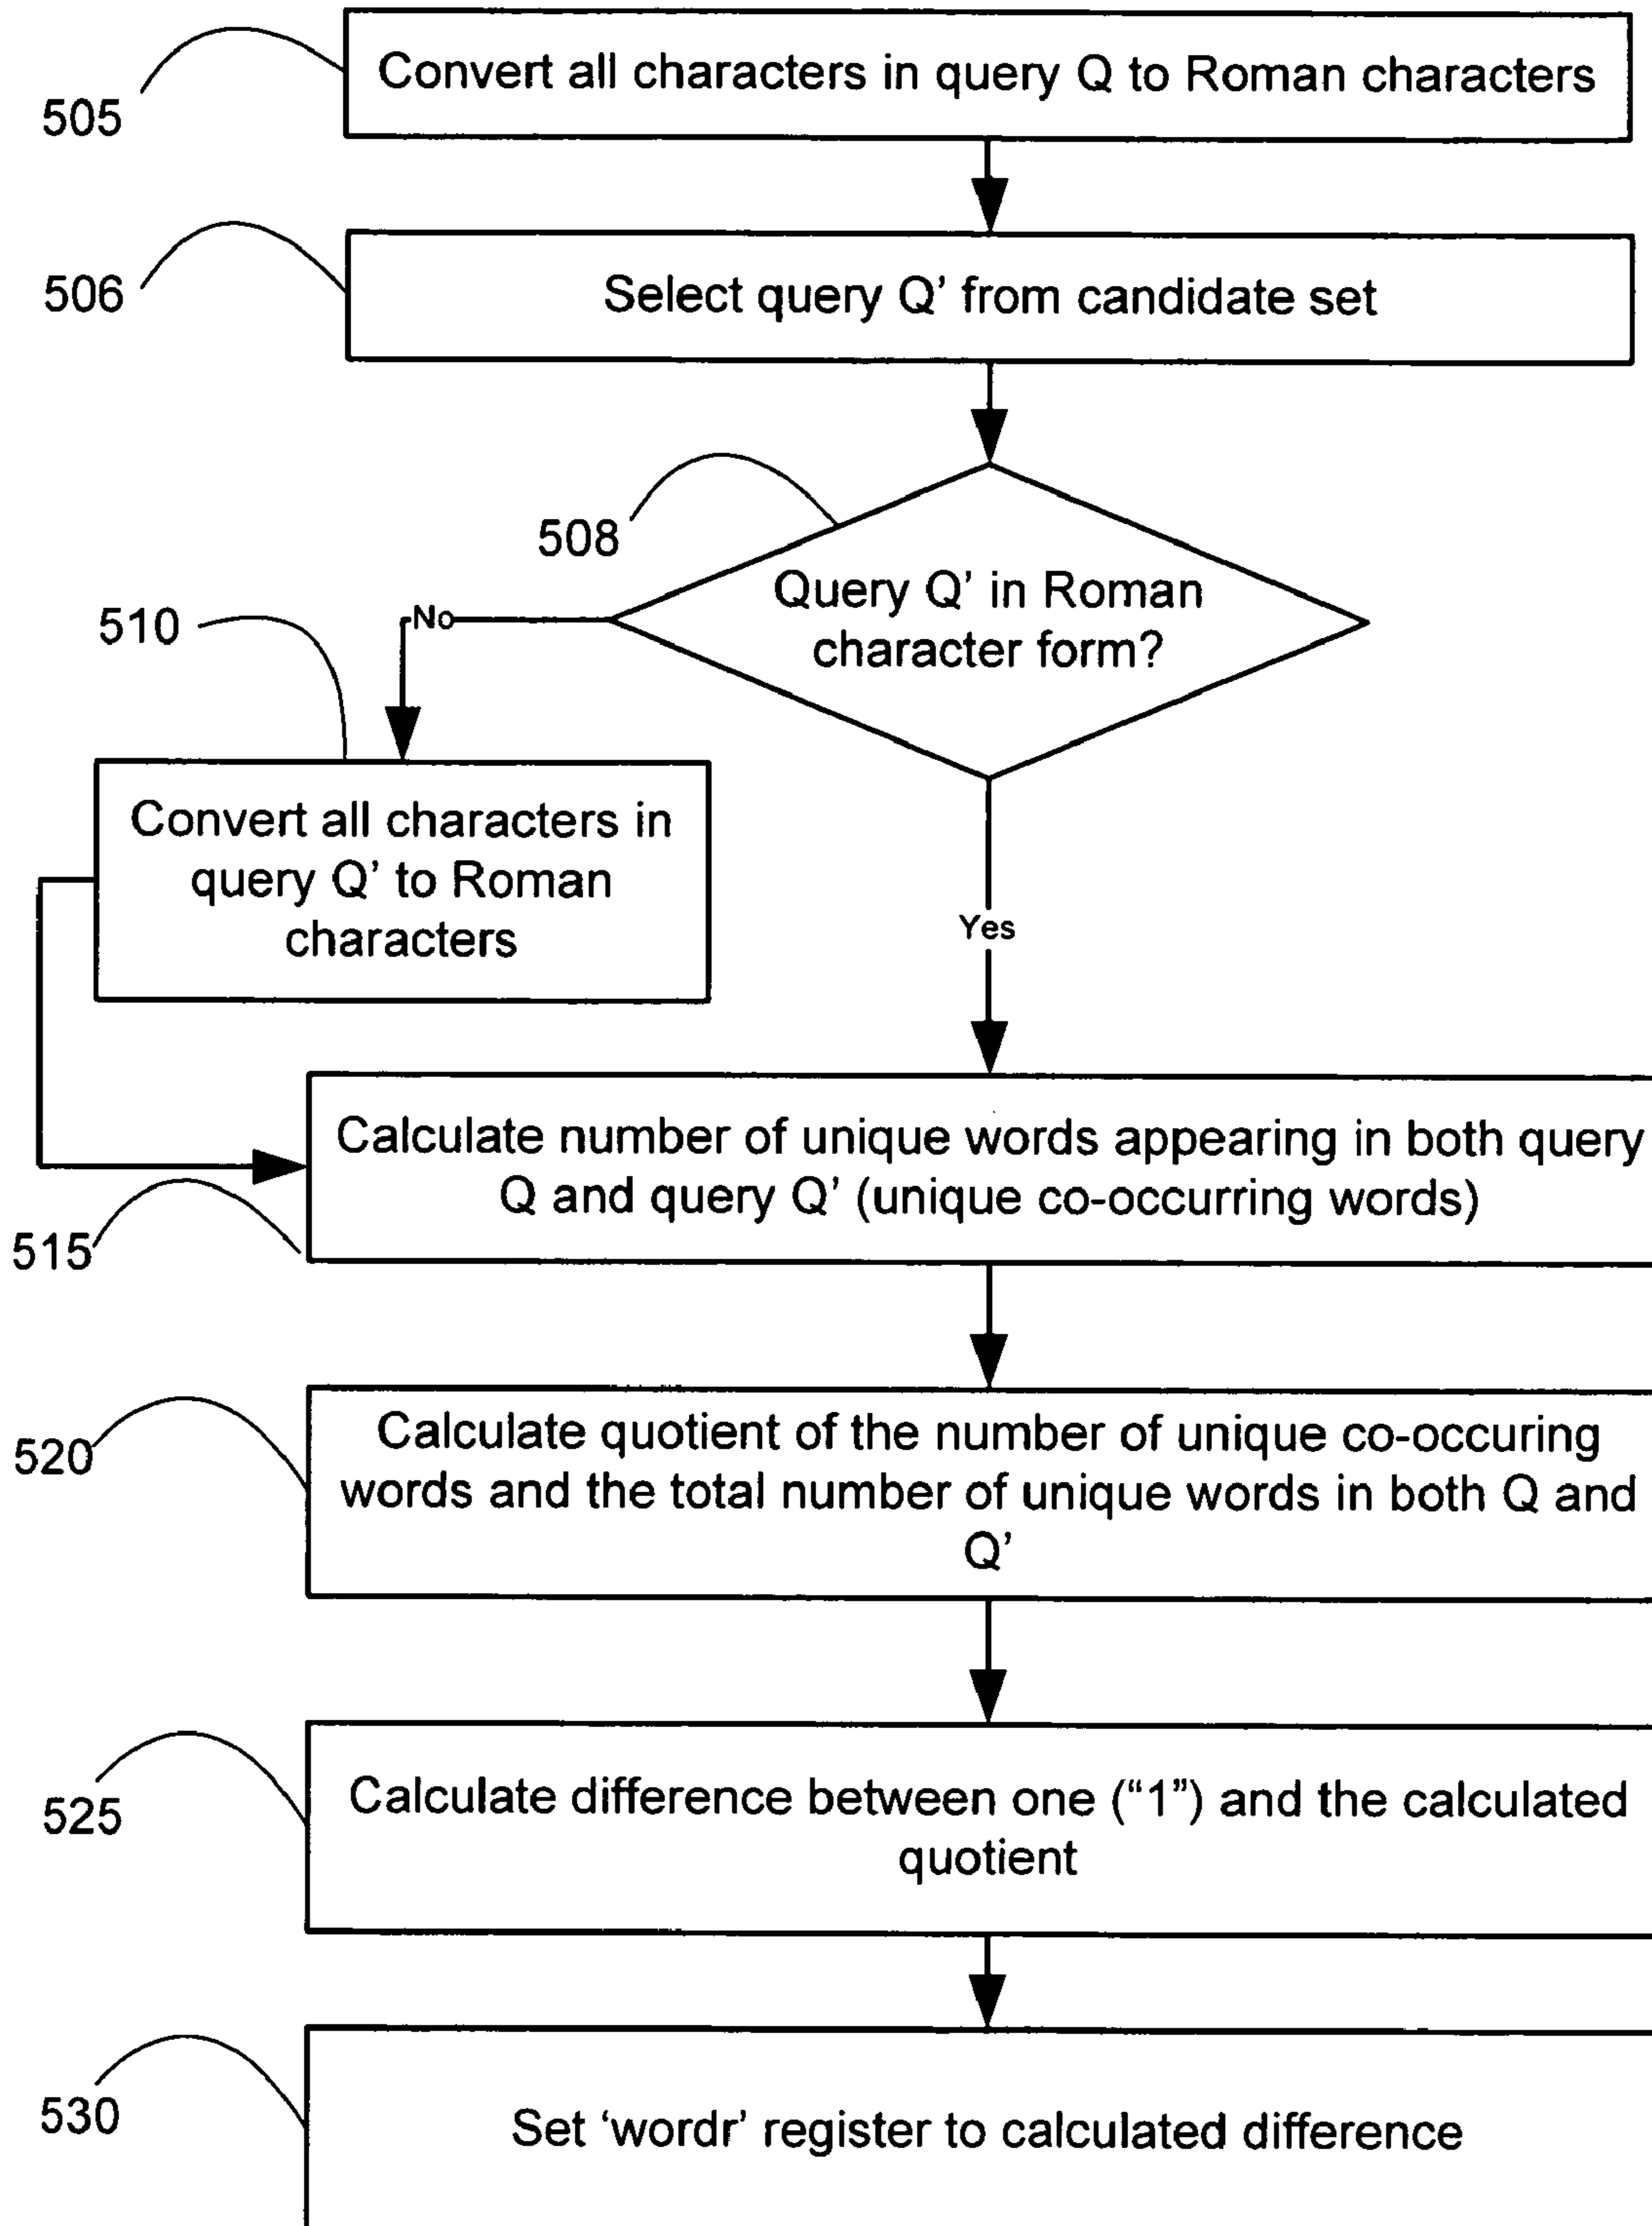 505
Convert all characters in query Q to Roman characters
506
Select query Q’ from candidate set
508
Query Q’ in Roman
character form?
No
510
Convert all characters in
query Q’ to Roman
characters
Yes
Calculate number of unique words appearing in both query
Q and query Q’ (unique co-occurring words)
515
520
Calculate quotient of the number of unique co-occuring
words and the total number of unique words in both Q and
Q’
525
Calculate difference between one (“1”) and the calculated
quotient
530
Set ‘wordr’ register to calculated difference